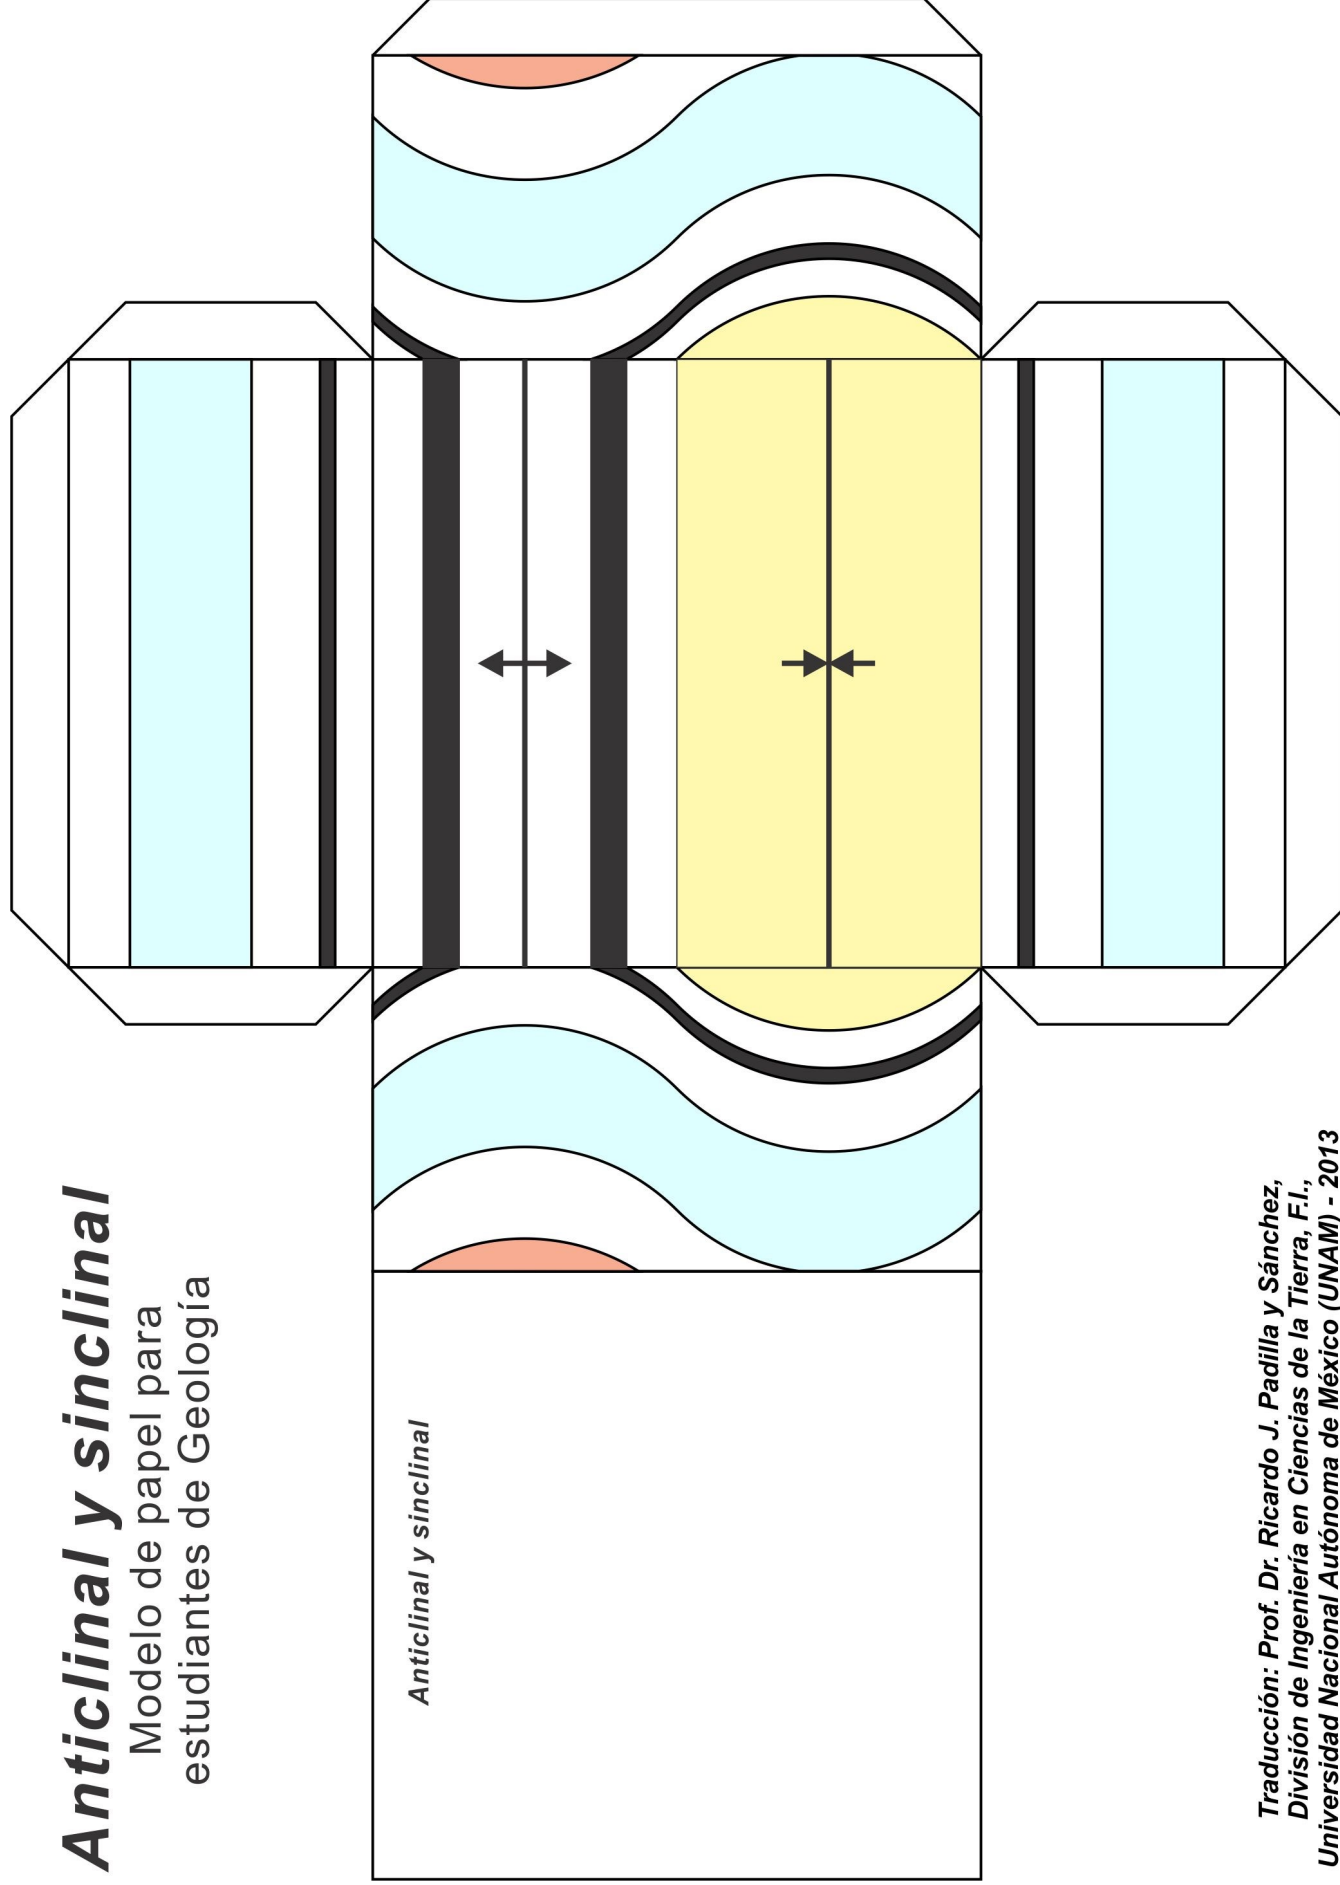 Anticlinal y sinclinal
Modelo de papel para
estudiantes de Geología
Anticlinal y sinclinal
Traducción: Prof. Dr. Ricardo J. Padilla y Sánchez,
División de Ingeniería en Ciencias de la Tierra, F.I.,
Universidad Nacional Autónoma de México (UNAM) - 2013